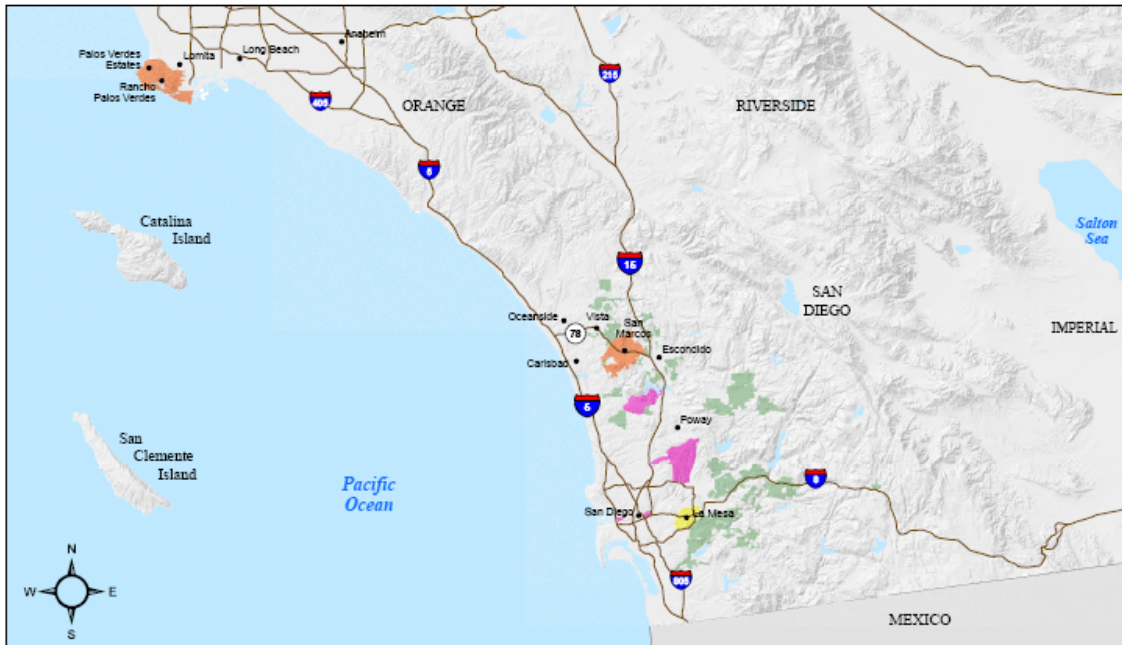 Anaheim
Palos Verdes
Estates
Lomita
Long Beach
Rancho
Palos Verdes
405
ORANGE
215
RIVERSIDE
5
Catalina
Island
Salton
Sea
15
SAN
DIEGO
IMPERIAL
Oceanside
Vista
78
San
Marcos
Escondido
Carlsbad
5
Poway
San
Clemente
Island
Pacific
Ocean
8
San Diego
La Mesa
N
W
E
S
805
MEXICO